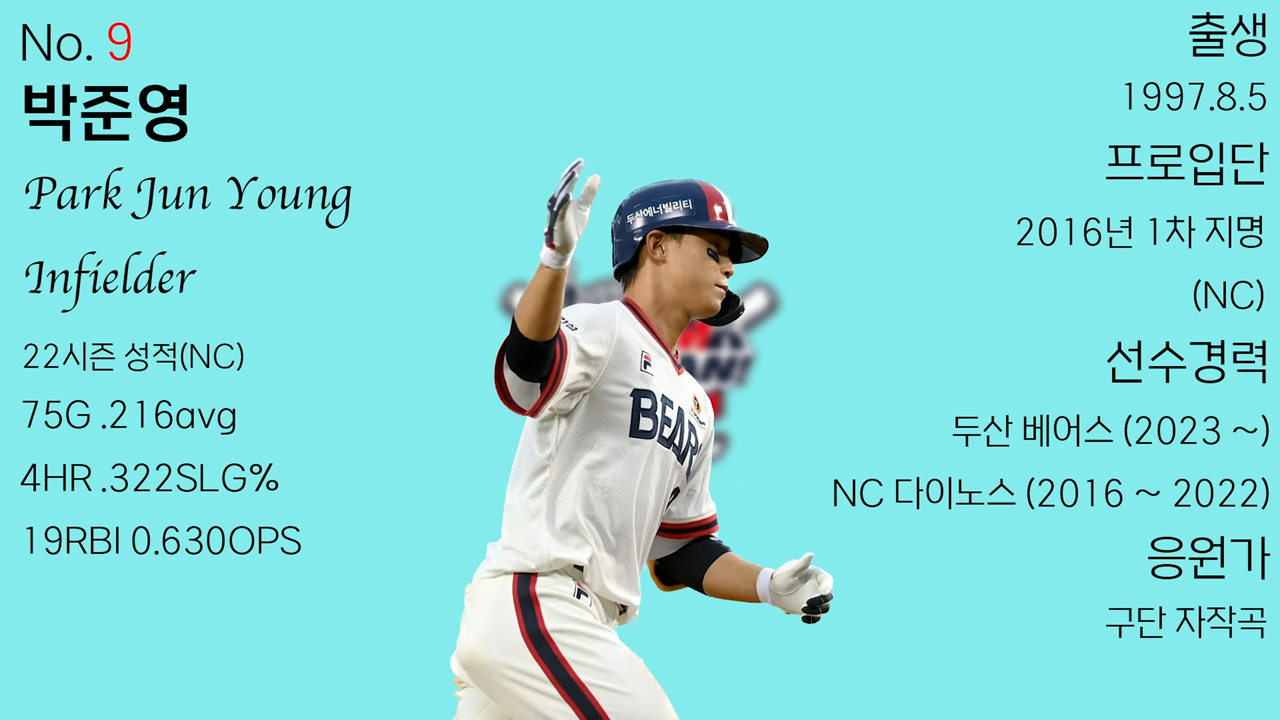 No. 9
박준영
Park Jun Young
Infielder
22시즌 성적(NC)
75G .216avg
4HR .322SLG%
19RBI 0.630OPS
두산에너빌리티
BEARS
출생
1997.8.5
프로입단
2016년 1차 지명
(NC)
선수경력
두산 베어스 (2023 ~)
NC 다이노스 (2016 ~ 2022)
응원가
구단 자작곡